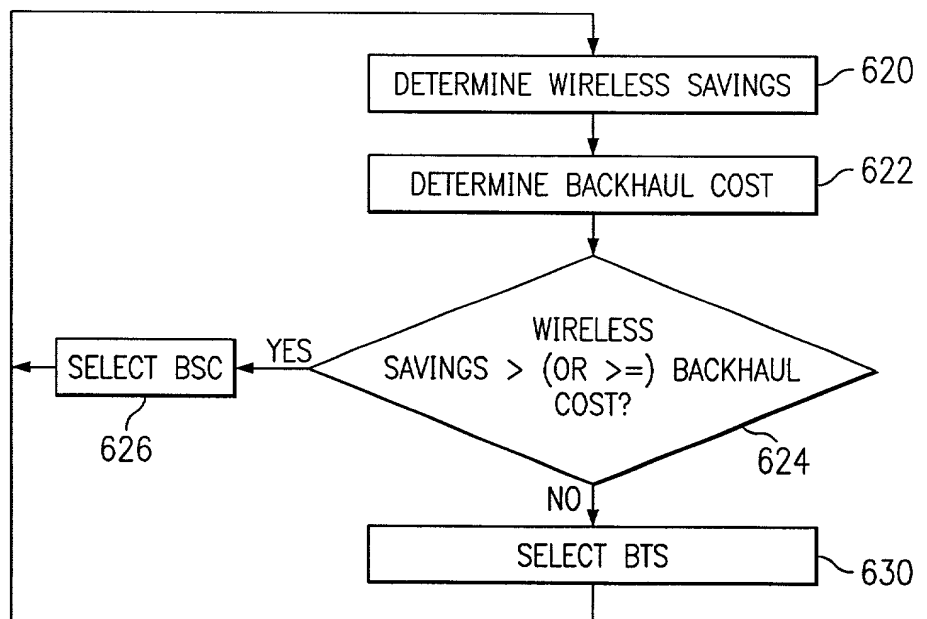 DETERMINE WIRELESS SAVINGS
620
DETERMINE BACKHAUL COST
622
WIRELESS
SAVINGS > (OR >=) BACKHAUL
COST?
624
YES
SELECT BSC
626
NO
SELECT BTS
630